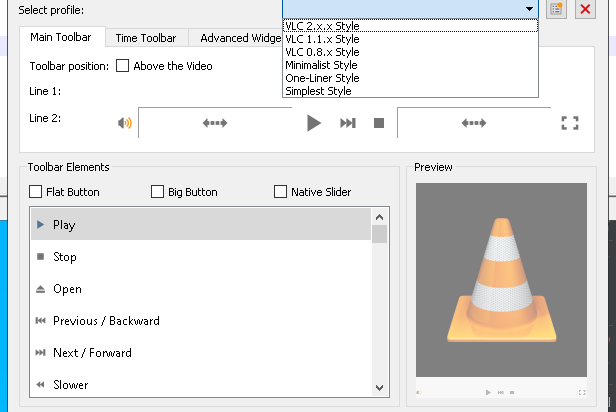 Select profile:
VLC 2.x.x Style
VLC 1.1.x Style
VLC 0.8.x Style
Minimalist Style
One-Liner Style
Simplest Style
Main Toolbar
Time Toolbar
Advanced Widge
Toolbar position:
Above the Video
Line 1:
Line 2:
Toolbar Elements
Preview
Flat Button
Big Button
Native Slider
Play
Stop
Open
Previous / Backward
Next / Forward
Slower